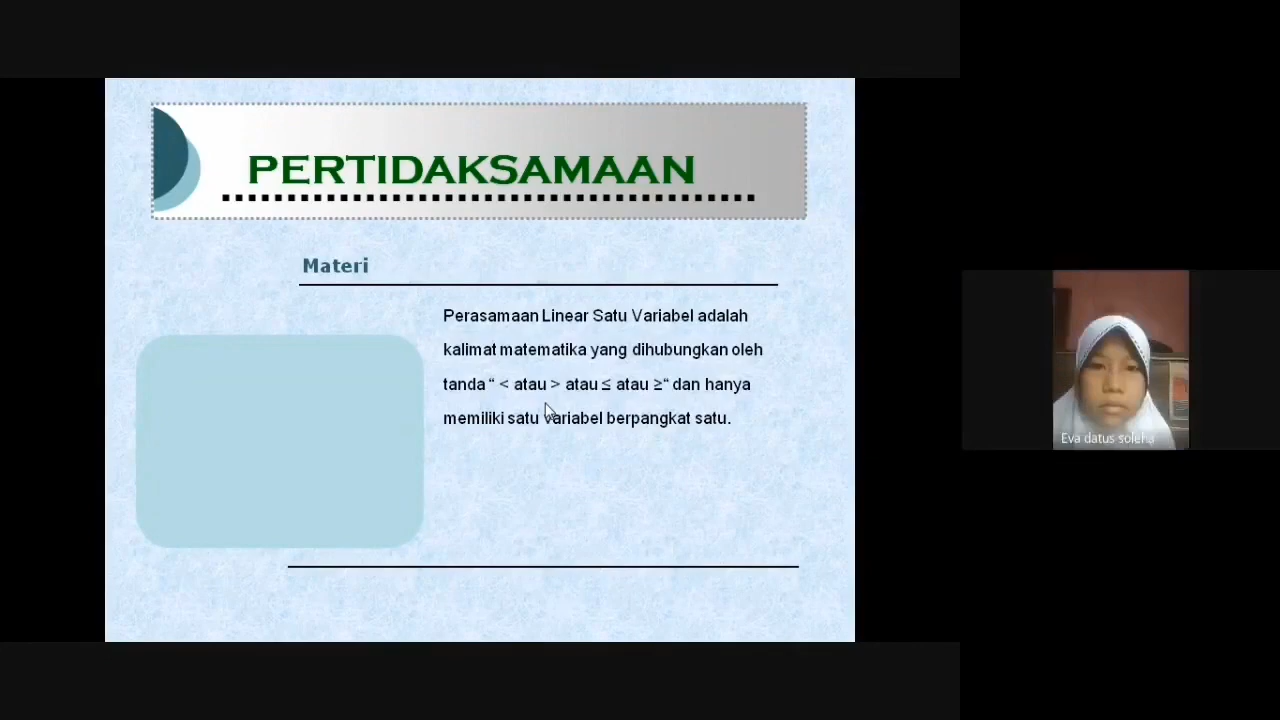 PERTIDAKSAMAAN
Materi
Perasamaan Linear Satu Variabel adalah
kalimat matematika yang dihubungkan oleh
tanda “ < atau > atau ≤ atau ≥“ dan hanya
memiliki satu variabel berpangkat satu.
Eva datus soleha